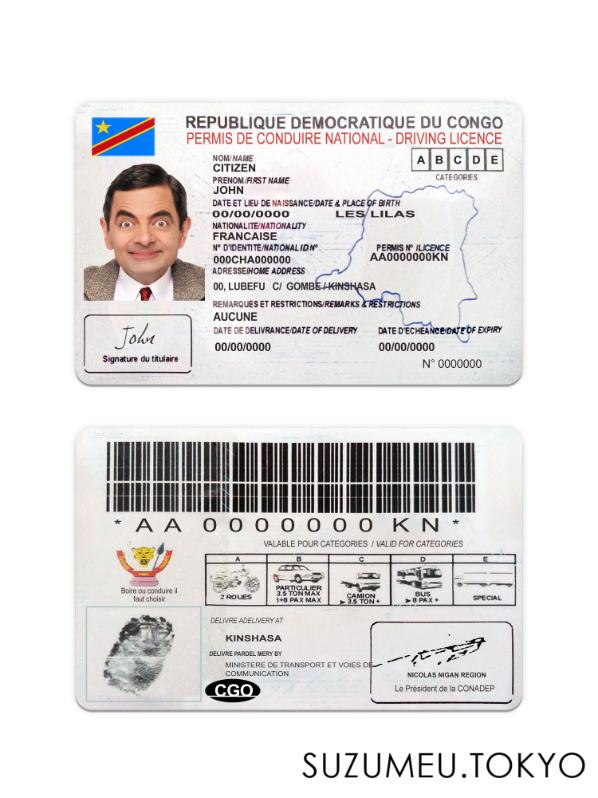 REPUBLIQUE DEMOCRATIQUE DU CONGO
PERMIS DE CONDUIRE NATIONAL - DRIVING LICENCE
A B C D E
CATEGORIES
NOM/NAME
CITIZEN
PRENOM/FIRST NAME
JOHN
DATE ET LIEU DE NAISSANCE/DATE & PLACE OF BIRTH
00/00/0000 LES LILAS
NATIONALITE/NATIONALITY
FRANCAISE
N° D'IDENTITE/NATIONAL ID N° PERMIS N° /LICENCE
000CHA000000 AA0000000KN
ADRESSE/HOME ADDRESS
00, LUBEFU C/ GOMBE / KINSHASA
REMARQUES ET RESTRICTIONS/REMARKS & RESTRICTIONS
AUCUNE
DATE DE DELIVRANCE/DATE OF DELIVERY DATE D'ECHEANCE/DATE OF EXPIRY
00/00/0000 00/00/0000
N° 0000000
John
Signature du titulaire
* AA 0000000 KN *
VALABLE POUR CATEGORIES / VALID FOR CATEGORIES
A B C D E
2 ROUES
PARTICULIER
3.5 TON MAX
1+8 PAX MAX
CAMION
> 3.5 TON +
BUS
> 8 PAX +
SPECIAL
Boire ou conduire il
faut choisir
DELIVRE A/DELIVERY AT
KINSHASA
DELIVRE PAR/DEL MERY BY
MINISTERE DE TRANSPORT ET VOIES DE
COMMUNICATION
CGO
NICOLAS NIGAN REGION
Le Président de la CONADEP
SUZUMEU.TOKYO